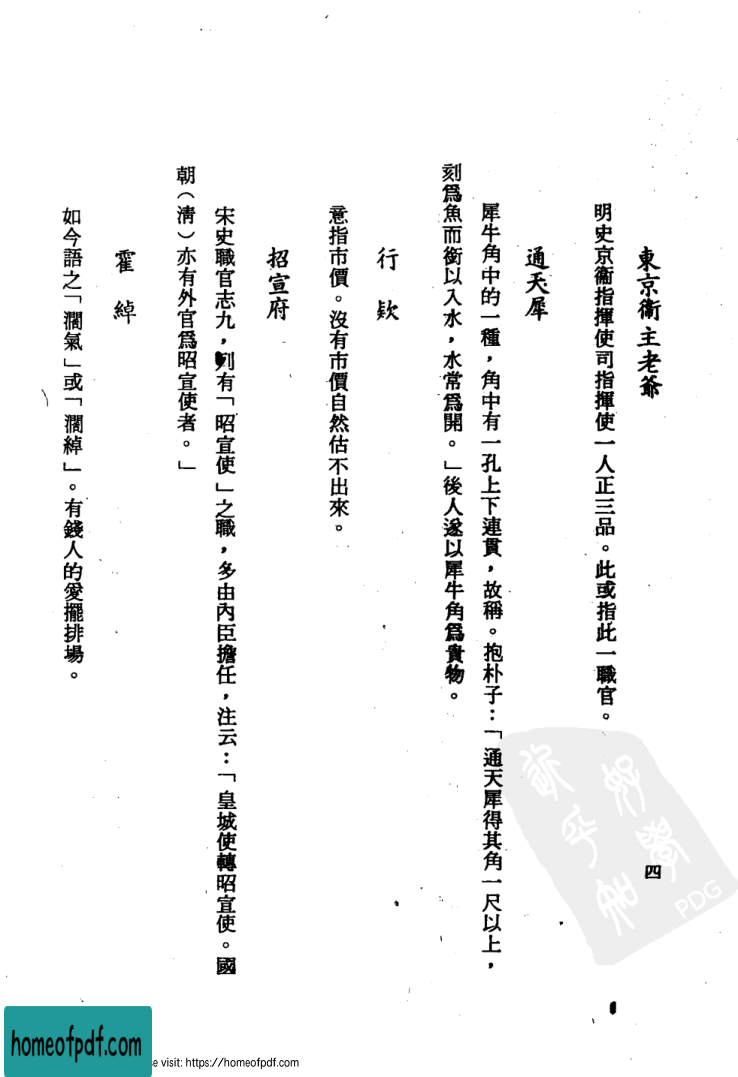 東京衞主老爺
明史京衞指揮使司指揮使一人正三品。此或指此一職官。
四
通天犀
犀牛角中的一種，角中有一孔上下連貫，故稱。抱朴子：「通天犀得其角一尺以上，
刻爲魚而銜以入水，水常爲開。」後人遂以犀牛角爲貴物。
行欵
意指市價。沒有市價自然估不出來。
招宣府
宋史職官志九，列有「昭宣使」之職，多由內臣擔任，注云：「皇城使轉昭宣使。國
朝（清）亦有外官爲昭宣使者。」
霍綽
如今語之「濶氣」或「濶綽」。有錢人的愛擺排場。
好學
PDG
homeofpdf.com
se visit: https://homeofpdf.com